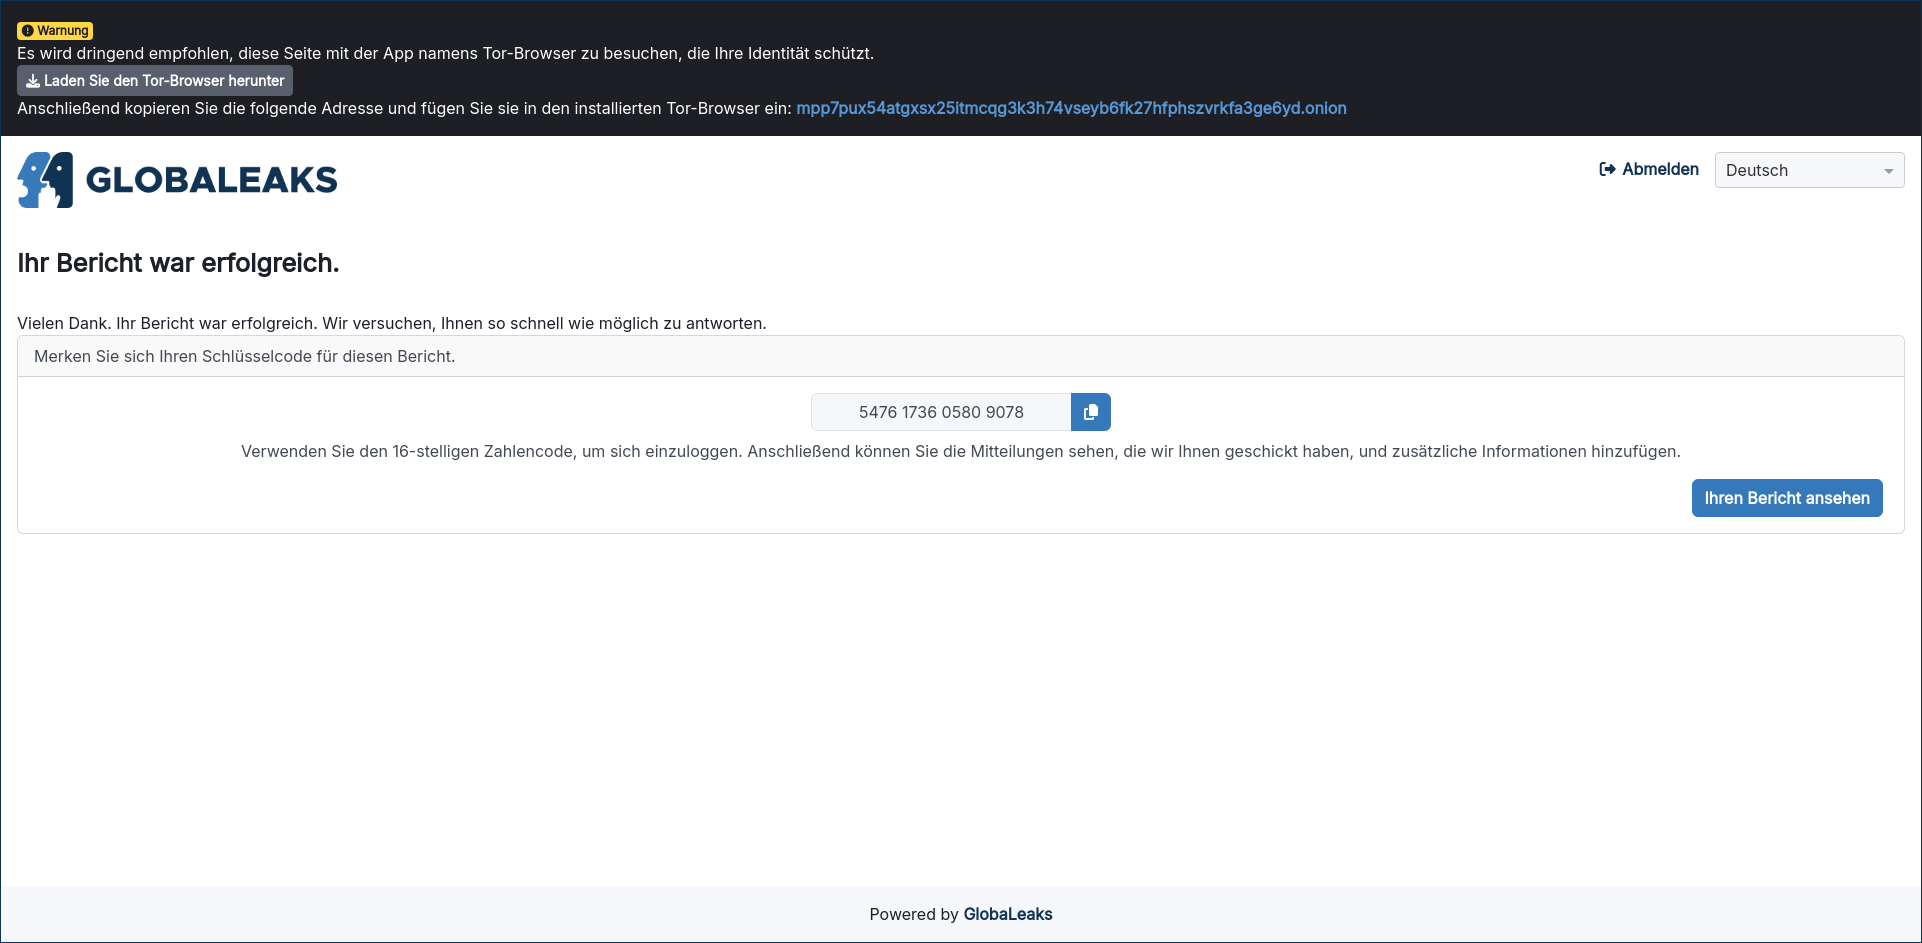 Warnung
Es wird dringend empfohlen, diese Seite mit der App namens Tor-Browser zu besuchen, die Ihre Identität schützt.
Laden Sie den Tor-Browser herunter
Anschließend kopieren Sie die folgende Adresse und fügen Sie sie in den installierten Tor-Browser ein: mpp7pux54atgxsx25itmcqg3k3h74vseyb6fk27hfphszvrkfa3ge6yd.onion
GLOBALEAKS
Abmelden
Deutsch
Ihr Bericht war erfolgreich.
Vielen Dank. Ihr Bericht war erfolgreich. Wir versuchen, Ihnen so schnell wie möglich zu antworten.
Merken Sie sich Ihren Schlüsselcode für diesen Bericht.
5476 1736 0580 9078
Verwenden Sie den 16-stelligen Zahlencode, um sich einzuloggen. Anschließend können Sie die Mitteilungen sehen, die wir Ihnen geschickt haben, und zusätzliche Informationen hinzufügen.
Ihren Bericht ansehen
Powered by GlobaLeaks